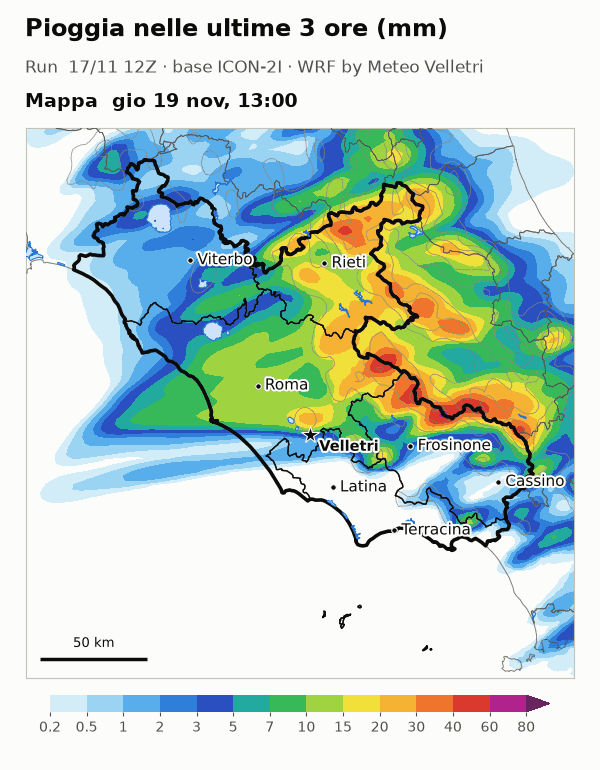 Pioggia nelle ultime 3 ore (mm)
Run  17/11 12Z · base ICON-2I · WRF by Meteo Velletri
Mappa  gio 19 nov, 13:00
Viterbo
Rieti
Roma
Velletri
Frosinone
Cassino
Latina
Terracina
50 km
0.2 0.5 1 2 3 5 7 10 15 20 30 40 60 80